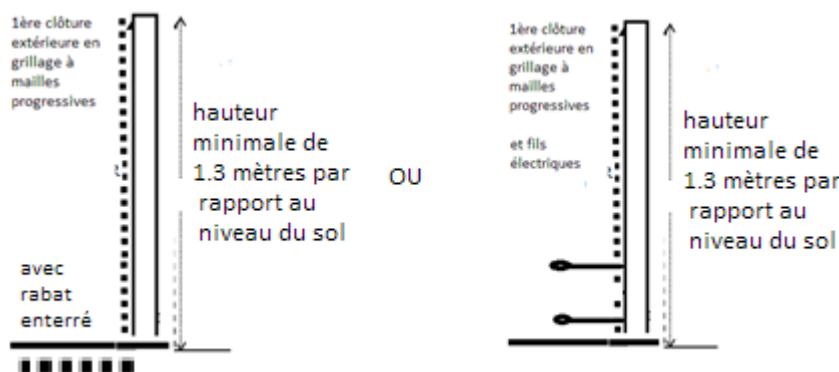 1ère clôture
extérieure en
grillage à
mailles
progressives
hauteur
minimale de
1.3 mètres par
rapport au
niveau du sol
avec
rabat
enterré
OU
1ère clôture
extérieure en
grillage à
mailles
progressives
et fils
électriques
hauteur
minimale de
1.3 mètres par
rapport au
niveau du sol